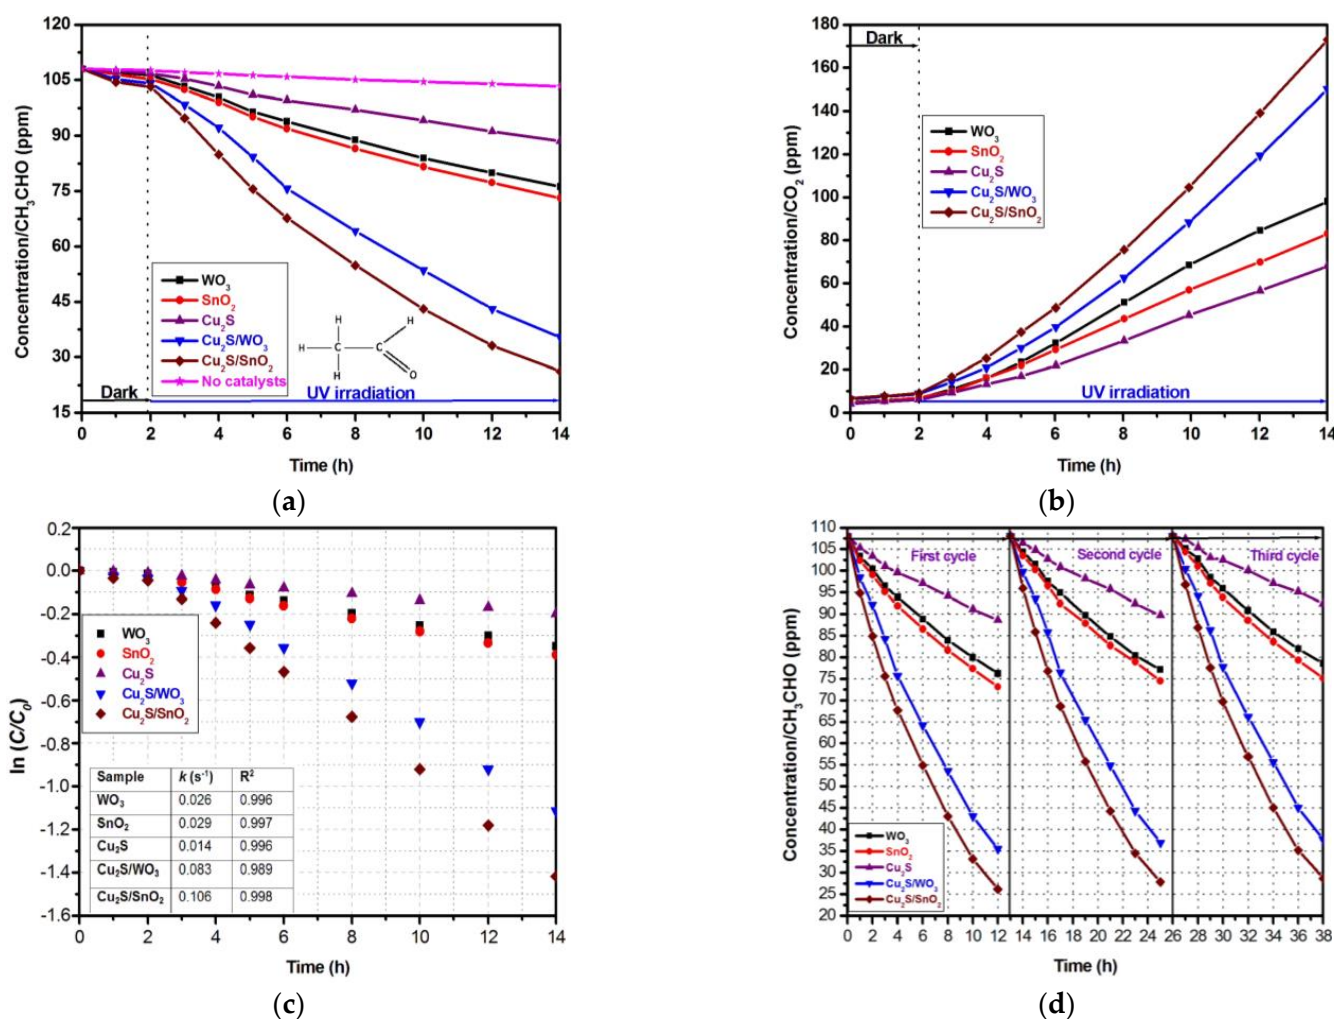 120
105
90
75
60
45
30
15
Concentration/CH₃CHO (ppm)
WO₃
SnO₂
Cu₂S
Cu₂S/WO₃
Cu₂S/SnO₂
No catalysts
H
H
H
C
C
H
O
Dark
UV irradiation
0 2 4 6 8 10 12 14
Time (h)
(a)
180
160
140
120
100
80
60
40
20
0
Concentration/CO₂ (ppm)
Dark
WO₃
SnO₂
Cu₂S
Cu₂S/WO₃
Cu₂S/SnO₂
UV irradiation
0 2 4 6 8 10 12 14
Time (h)
(b)
0.2
0.0
-0.2
-0.4
-0.6
-0.8
-1.0
-1.2
-1.4
-1.6
ln (C/C₀)
WO₃
SnO₂
Cu₂S
Cu₂S/WO₃
Cu₂S/SnO₂
Sample k (s⁻¹) R²
WO₃ 0.026 0.996
SnO₂ 0.029 0.997
Cu₂S 0.014 0.996
Cu₂S/WO₃ 0.083 0.989
Cu₂S/SnO₂ 0.106 0.998
0 2 4 6 8 10 12 14
Time (h)
(c)
110
105
100
95
90
85
80
75
70
65
60
55
50
45
40
35
30
25
20
Concentration/CH₃CHO (ppm)
First cycle Second cycle Third cycle
WO₃
SnO₂
Cu₂S
Cu₂S/WO₃
Cu₂S/SnO₂
0 2 4 6 8 10 12 14 16 18 20 22 24 26 28 30 32 34 36 38
Time (h)
(d)